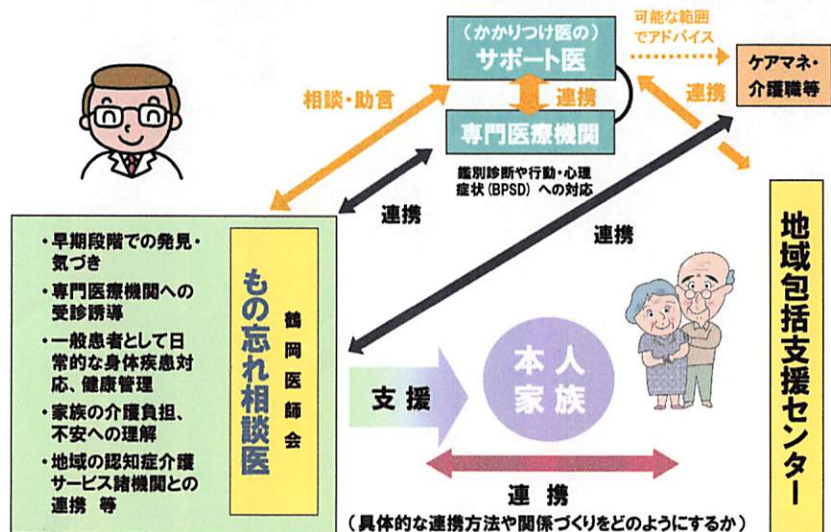 (かかりつけ医の)
サポート医
可能な範囲
でアドバイス
ケアマネ・
介護職等
相談・助言
連携
連携
専門医療機関
鑑別診断や行動・心理
症状(BPSD)への対応
連携
連携
・早期段階での発見・
気づき
・専門医療機関への
受診誘導
・一般患者として日
常的な身体疾患対
応、健康管理
・家族の介護負担、
不安への理解
・地域の認知症介護
サービス諸機関との
連携 等
もの忘れ相談医
鶴岡医師会
支援
本人
家族
地域包括支援センター
連携
(具体的な連携方法や関係づくりをどのようにするか)